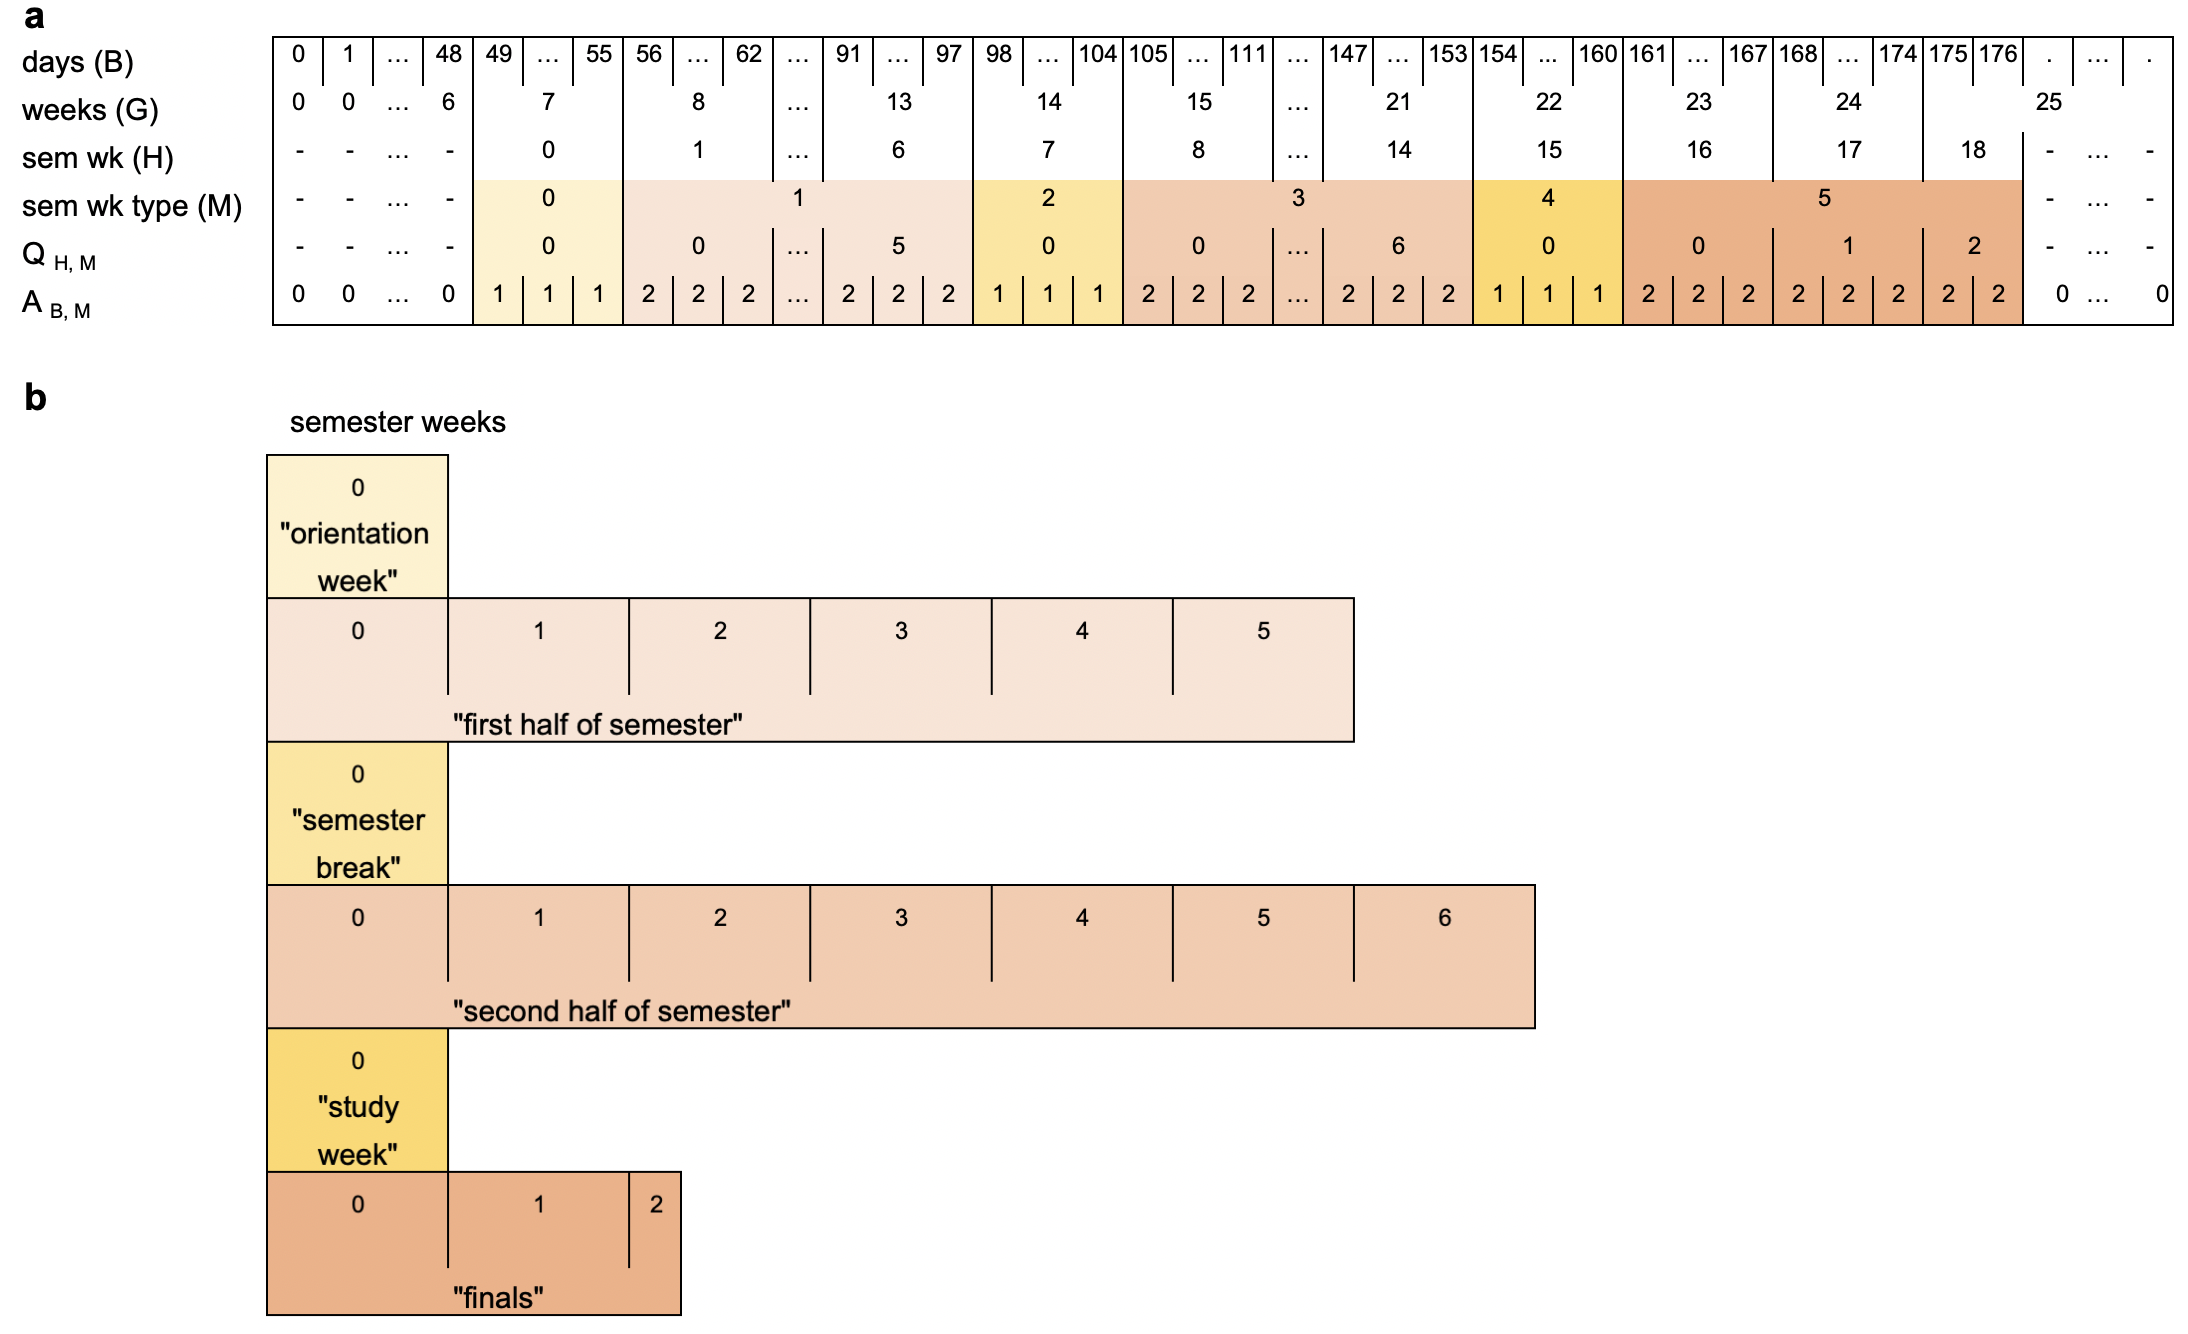 a
days (B) 0 1 ... 48 49 ... 55 56 ... 62 ... 91 ... 97 98 ... 104 105 ... 111 ... 147 ... 153 154 ... 160 161 ... 167 168 ... 174 175 176 . ... .
weeks (G) 0 0 ... 6 7 8 ... 13 14 15 ... 21 22 23 24 25
sem wk (H) - - ... - 0 1 ... 6 7 8 ... 14 15 16 17 18 - ... -
sem wk type (M) - - ... - 0 1 2 3 4 5 - ... -
Q H, M - - ... - 0 0 ... 5 0 0 ... 6 0 0 1 2 - ... -
A B, M 0 0 ... 0 1 1 1 2 2 2 ... 2 2 2 1 1 1 2 2 2 ... 2 2 2 1 1 1 2 2 2 2 2 2 2 2 0 ... 0
b
semester weeks
0
"orientation
week"
0 1 2 3 4 5
"first half of semester"
0
"semester
break"
0 1 2 3 4 5 6
"second half of semester"
0
"study
week"
0 1 2
"finals"